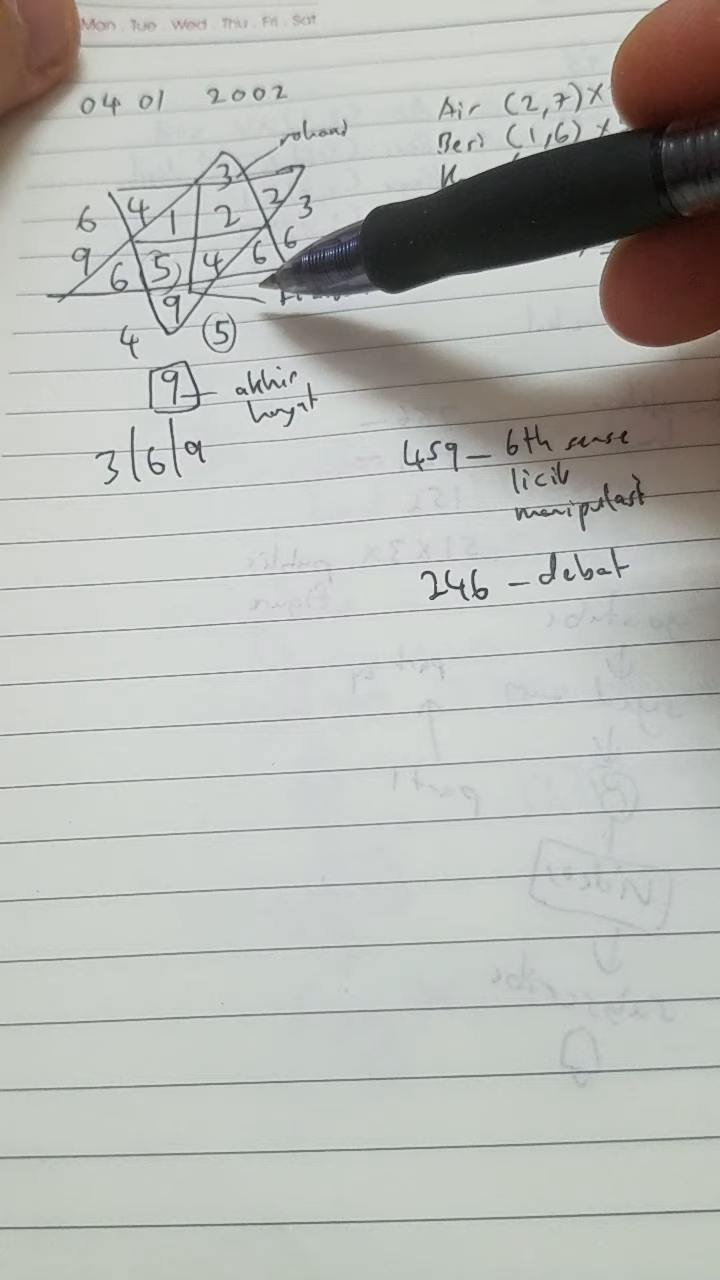 Mon . Tue . Wed . Thu . Fri . Sat
04 01 2002
Air (2,7) x
Beri (1,6) x
rohani
3
6 4 1 2 2 3
9 6 5 4 6 6
9
4 5
9 - akhir
hayat
3/6/9
459 - 6th sense
licik
manipulasi
246 - debat